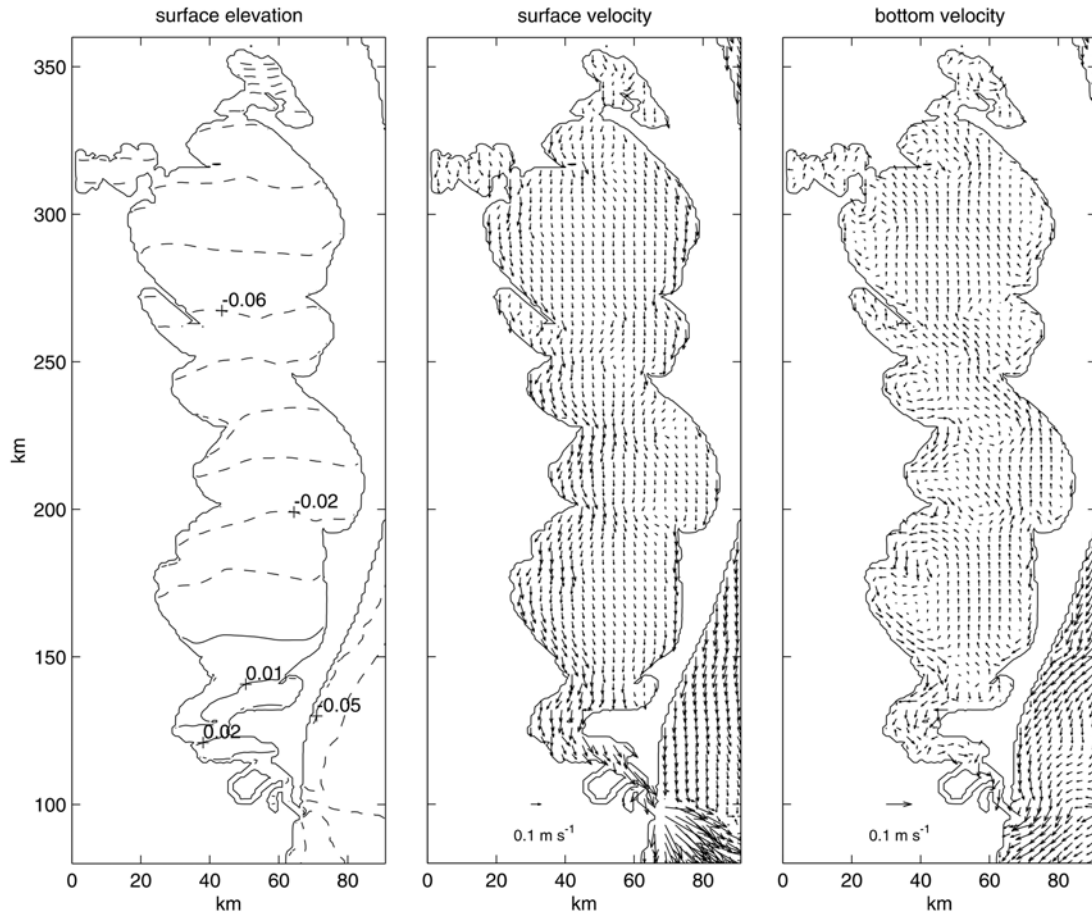 surface elevation
surface velocity
bottom velocity
350
300
250
200
150
100
km
-0.06
-0.02
0.01
-0.05
0.02
0.1 m s-1
0.1 m s-1
0 20 40 60 80
0 20 40 60 80
0 20 40 60 80
km
km
km